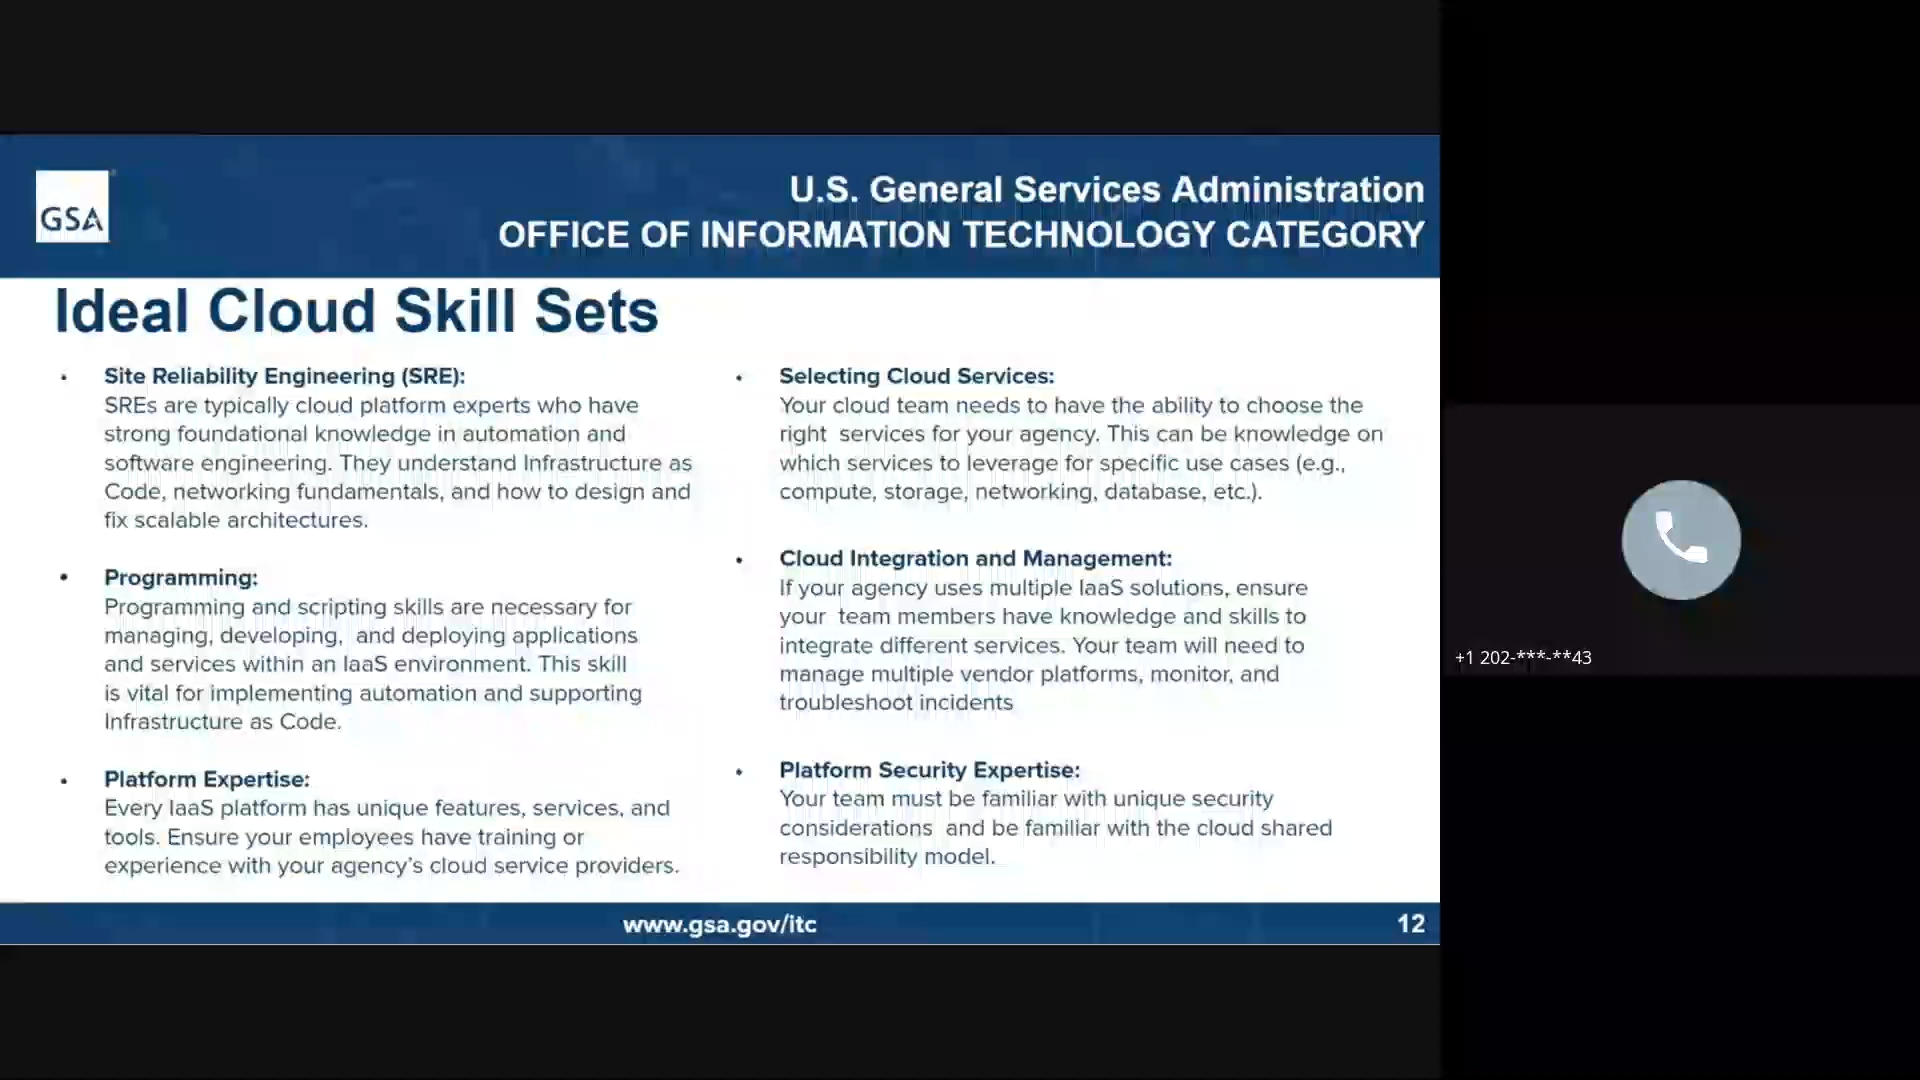 GSA
U.S. General Services Administration
OFFICE OF INFORMATION TECHNOLOGY CATEGORY
Ideal Cloud Skill Sets
• Site Reliability Engineering (SRE):
SREs are typically cloud platform experts who have
strong foundational knowledge in automation and
software engineering. They understand Infrastructure as
Code, networking fundamentals, and how to design and
fix scalable architectures.
• Programming:
Programming and scripting skills are necessary for
managing, developing, and deploying applications
and services within an IaaS environment. This skill
is vital for implementing automation and supporting
Infrastructure as Code.
• Platform Expertise:
Every IaaS platform has unique features, services, and
tools. Ensure your employees have training or
experience with your agency's cloud service providers.
• Selecting Cloud Services:
Your cloud team needs to have the ability to choose the
right services for your agency. This can be knowledge on
which services to leverage for specific use cases (e.g.,
compute, storage, networking, database, etc.).
• Cloud Integration and Management:
If your agency uses multiple IaaS solutions, ensure
your team members have knowledge and skills to
integrate different services. Your team will need to
manage multiple vendor platforms, monitor, and
troubleshoot incidents
• Platform Security Expertise:
Your team must be familiar with unique security
considerations and be familiar with the cloud shared
responsibility model.
www.gsa.gov/itc
12
+1 202-***-**43